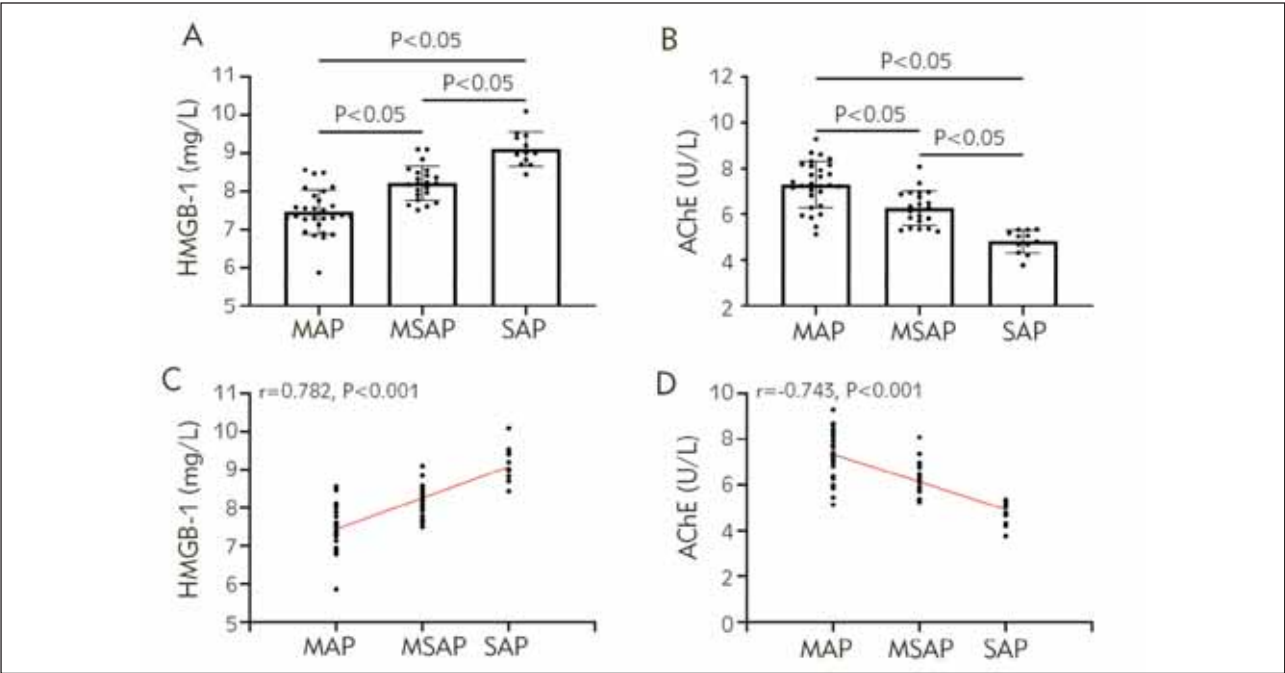 A
P<0.05
P<0.05
P<0.05
HMGB-1 (mg/L)
11
10
9
8
7
6
5
MAP MSAP SAP
B
P<0.05
P<0.05
P<0.05
AChE (U/L)
12
10
8
6
4
2
MAP MSAP SAP
C
r=0.782, P<0.001
HMGB-1 (mg/L)
11
10
9
8
7
6
5
MAP MSAP SAP
D
r=-0.743, P<0.001
AChE (U/L)
10
8
6
4
2
0
MAP MSAP SAP